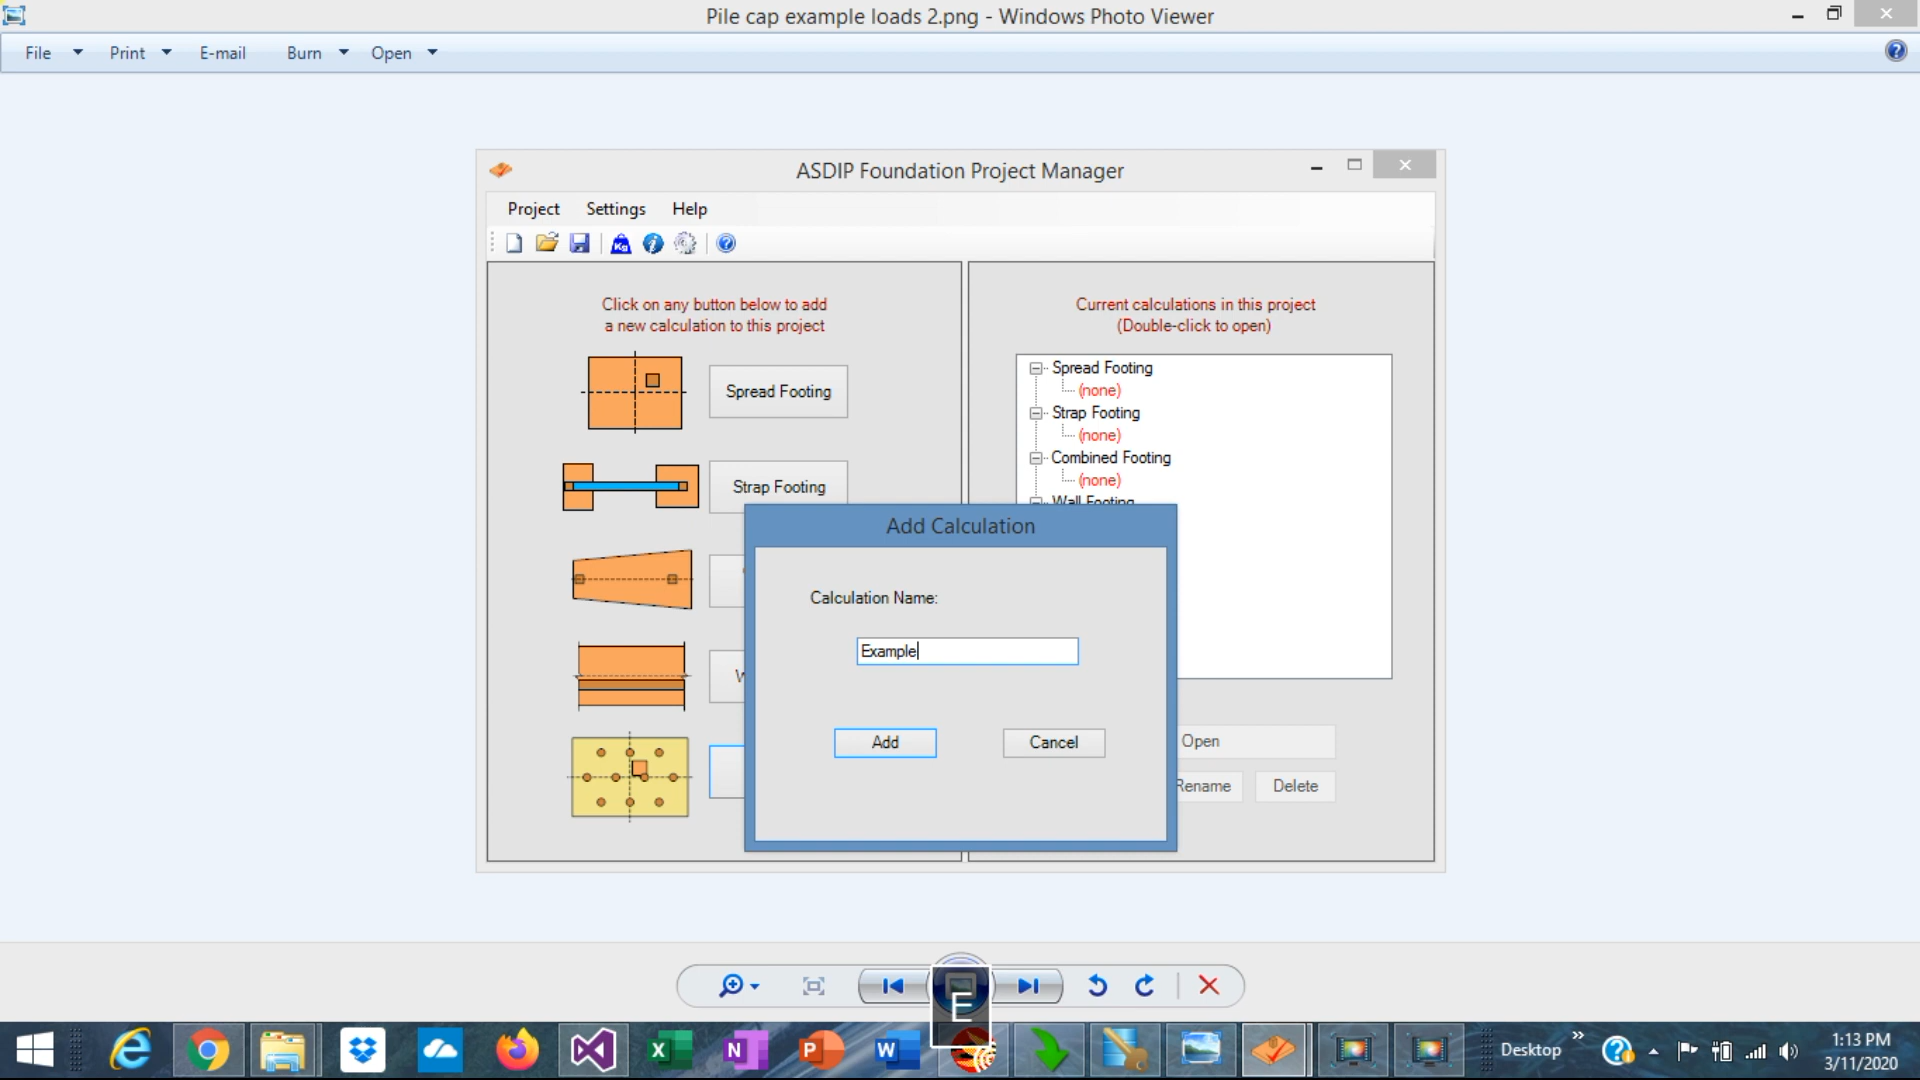 Pile cap example loads 2.png - Windows Photo Viewer
File Print E-mail Burn Open
ASDIP Foundation Project Manager
Project Settings Help
Kg
Click on any button below to add
a new calculation to this project
Spread Footing
Strap Footing
W
Current calculations in this project
(Double-click to open)
Spread Footing
(none)
Strap Footing
(none)
Combined Footing
(none)
Wall Footing
Add Calculation
Calculation Name:
Example
Add Cancel
Open
Rename Delete
E
Desktop
1:13 PM
3/11/2020